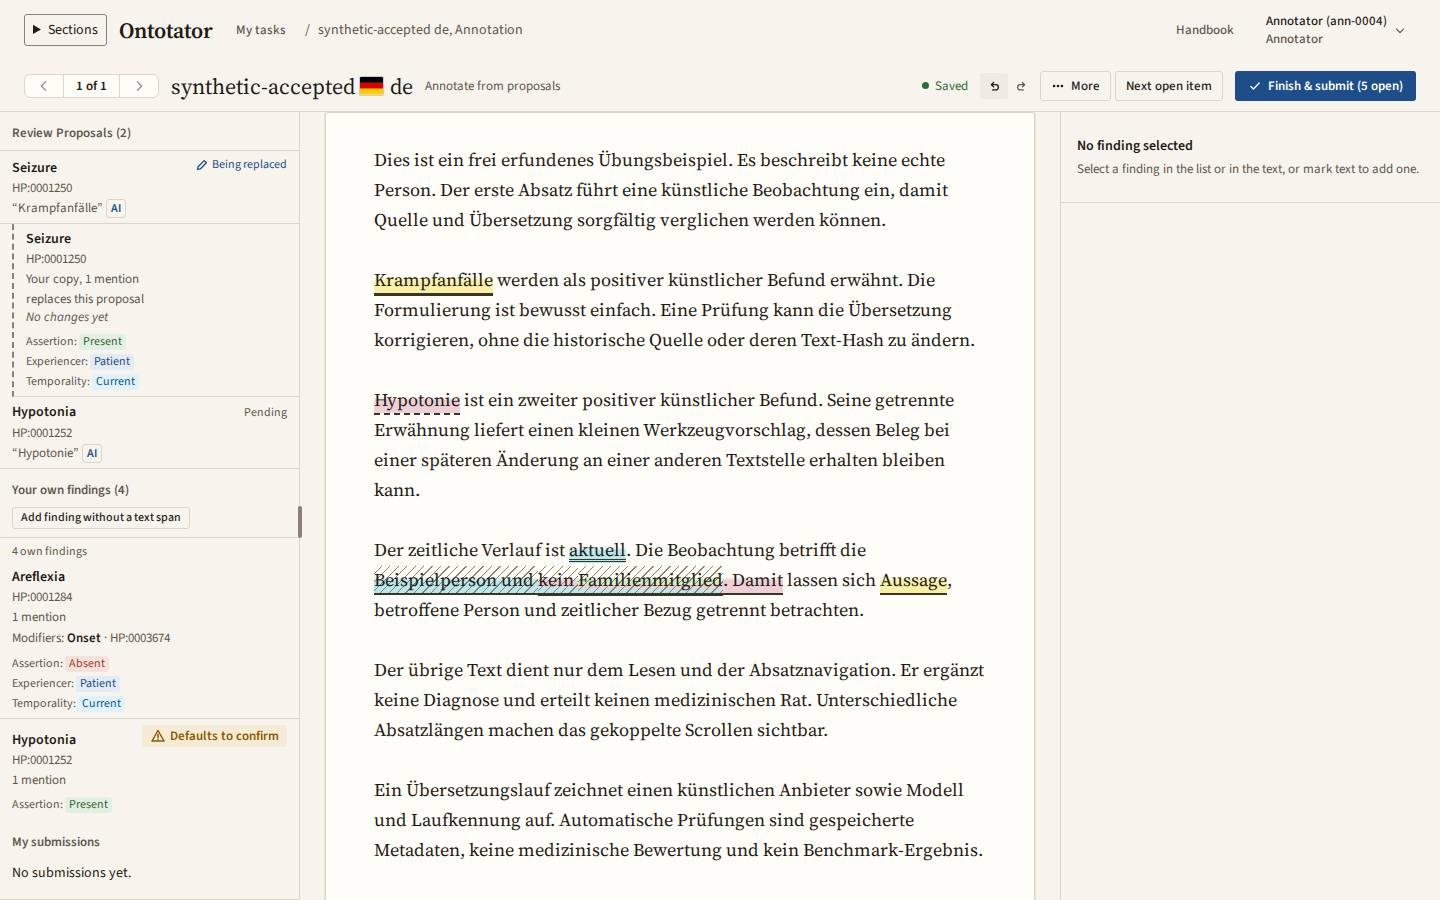 Sections
Ontotator
My tasks / synthetic-accepted de, Annotation
Handbook
Annotator (ann-0004)
Annotator
1 of 1
synthetic-accepted de
Annotate from proposals
Saved
More
Next open item
Finish & submit (5 open)
Review Proposals (2)
Seizure
Being replaced
HP:0001250
“Krampfanfälle” AI
Seizure
HP:0001250
Your copy, 1 mention
replaces this proposal
No changes yet
Assertion: Present
Experiencer: Patient
Temporality: Current
Hypotonia
Pending
HP:0001252
“Hypotonie” AI
Your own findings (4)
Add finding without a text span
4 own findings
Areflexia
HP:0001284
1 mention
Modifiers: Onset · HP:0003674
Assertion: Absent
Experiencer: Patient
Temporality: Current
Hypotonia
Defaults to confirm
HP:0001252
1 mention
Assertion: Present
My submissions
No submissions yet.
Dies ist ein frei erfundenes Übungsbeispiel. Es beschreibt keine echte
Person. Der erste Absatz führt eine künstliche Beobachtung ein, damit
Quelle und Übersetzung sorgfältig verglichen werden können.
Krampfanfälle werden als positiver künstlicher Befund erwähnt. Die
Formulierung ist bewusst einfach. Eine Prüfung kann die Übersetzung
korrigieren, ohne die historische Quelle oder deren Text-Hash zu ändern.
Hypotonie ist ein zweiter positiver künstlicher Befund. Seine getrennte
Erwähnung liefert einen kleinen Werkzeugvorschlag, dessen Beleg bei
einer späteren Änderung an einer anderen Textstelle erhalten bleiben
kann.
Der zeitliche Verlauf ist aktuell. Die Beobachtung betrifft die
Beispielperson und kein Familienmitglied. Damit lassen sich Aussage,
betroffene Person und zeitlicher Bezug getrennt betrachten.
Der übrige Text dient nur dem Lesen und der Absatznavigation. Er ergänzt
keine Diagnose und erteilt keinen medizinischen Rat. Unterschiedliche
Absatzlängen machen das gekoppelte Scrollen sichtbar.
Ein Übersetzungslauf zeichnet einen künstlichen Anbieter sowie Modell
und Laufkennung auf. Automatische Prüfungen sind gespeicherte
Metadaten, keine medizinische Bewertung und kein Benchmark-Ergebnis.
No finding selected
Select a finding in the list or in the text, or mark text to add one.